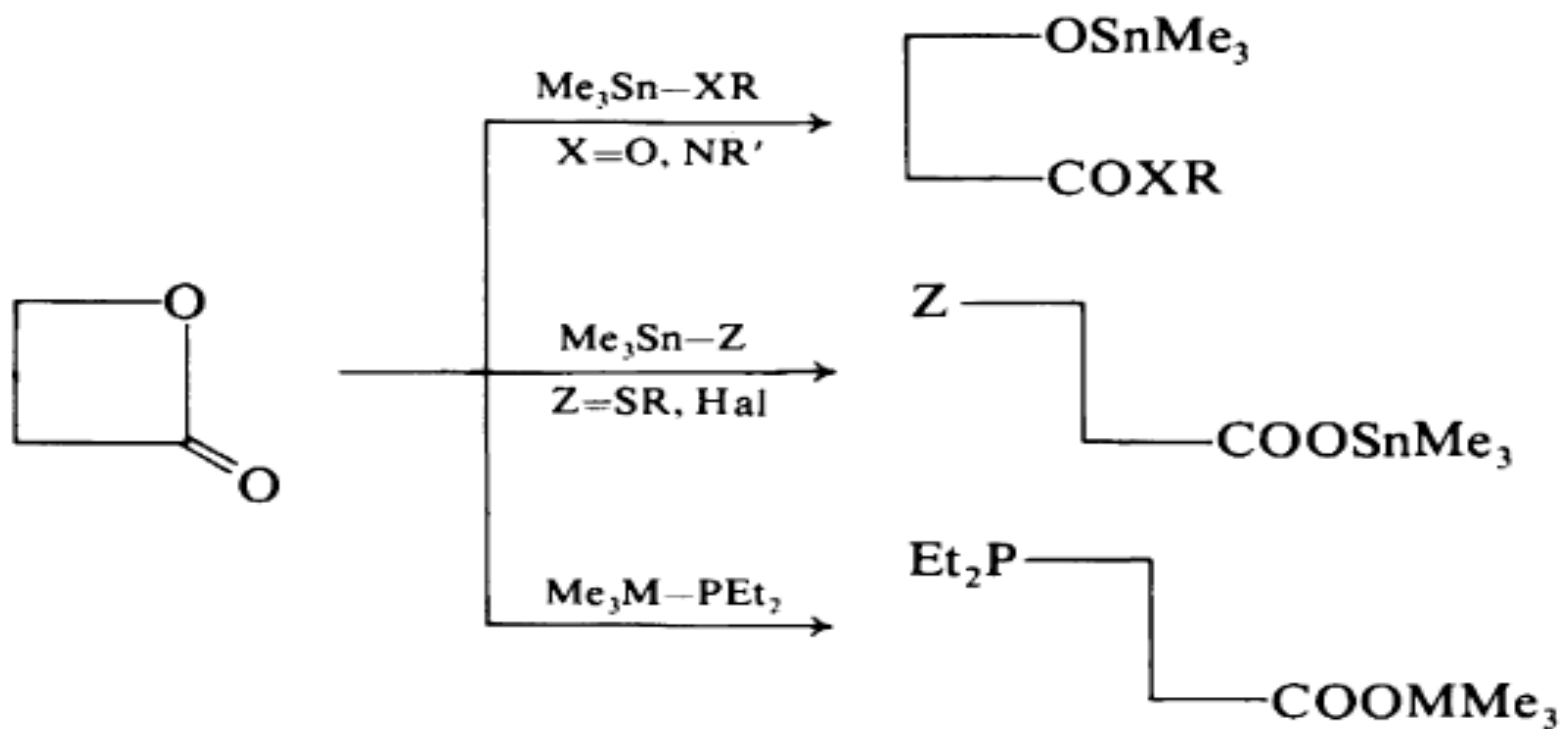 OSnMe₃
Me₃Sn—XR
X=O, NR′
COXR
O
Z
Me₃Sn—Z
Z=SR, Hal
COOSnMe₃
O
Et₂P
Me₃M—PEt₂
COOMMe₃